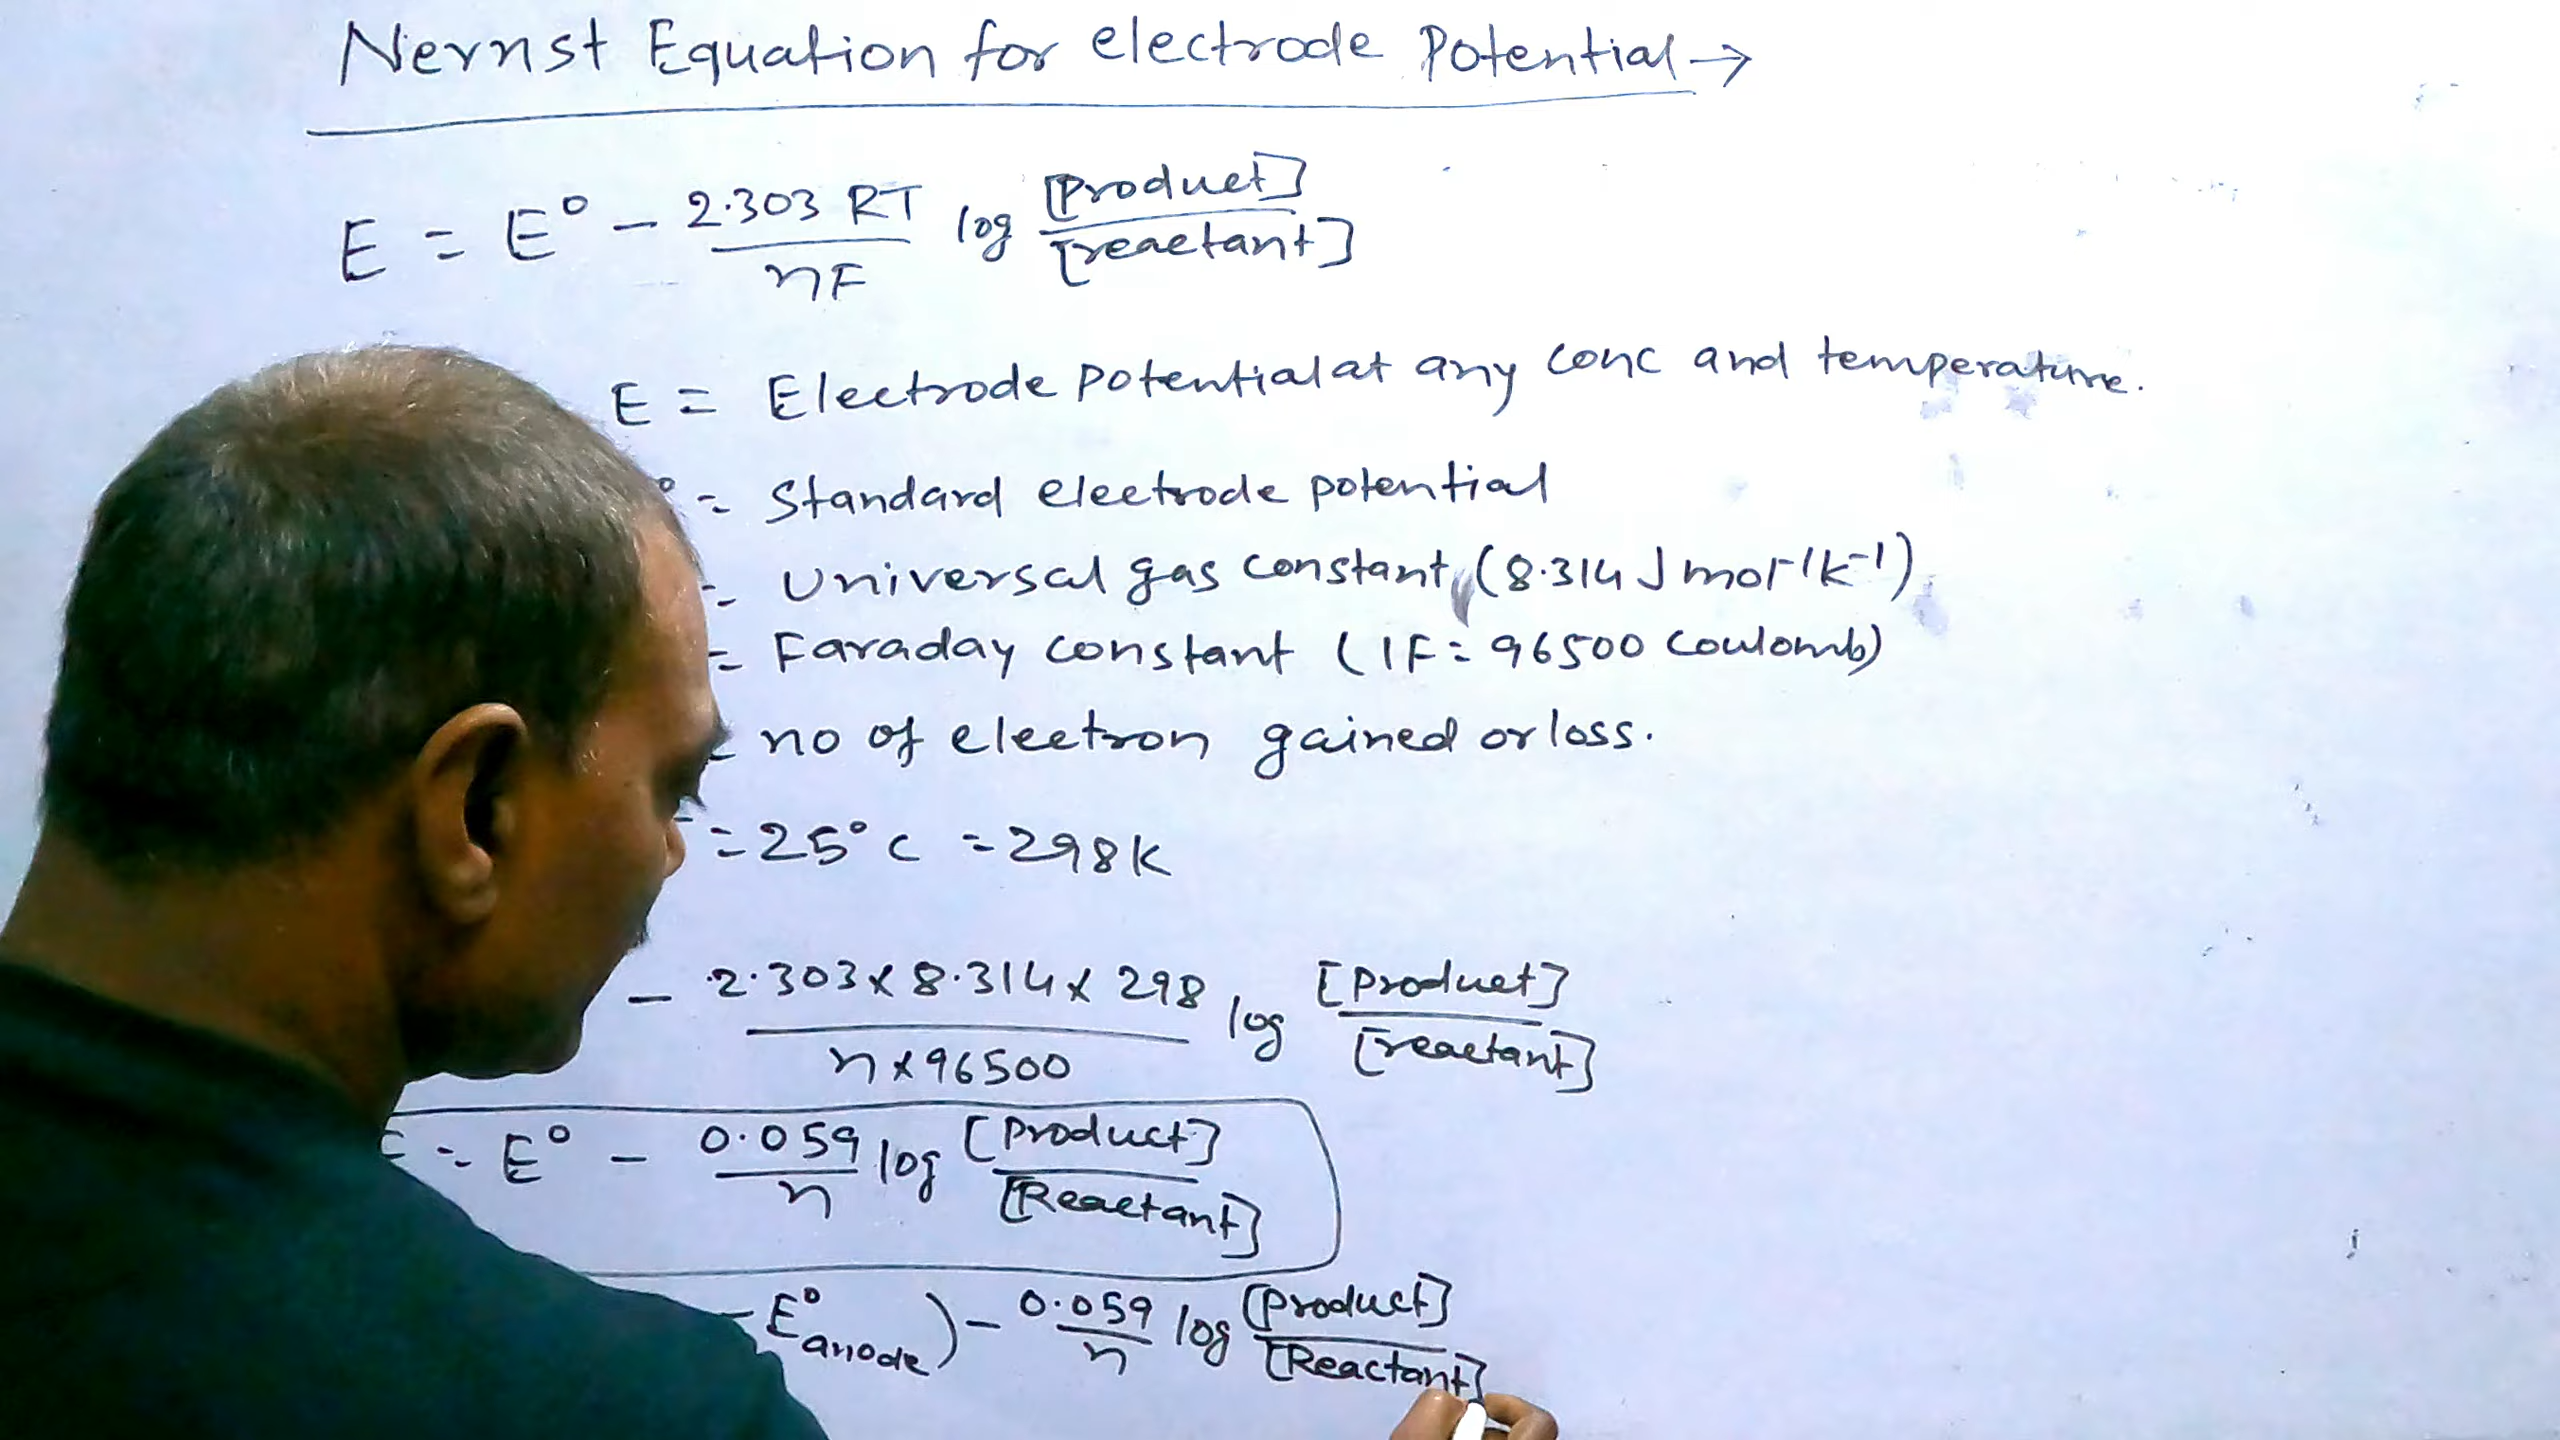 Nernst Equation for electrode Potential →
E = E° - 2.303 RT / nF log [Product] / [reactant]
E = Electrode potential at any conc and temperature.
° = Standard electrode potential
= Universal gas constant (8.314 J mol-1k-1)
= Faraday constant (1F = 96500 Coulomb)
= no of electron gained or loss.
= 25°C = 298K
- 2.303 x 8.314 x 298 / n x 96500 log [Product] / [reactant]
E = E° - 0.059 / n log [Product] / [Reactant]
- E°anode) - 0.059 / n log [Product] / [Reactant]